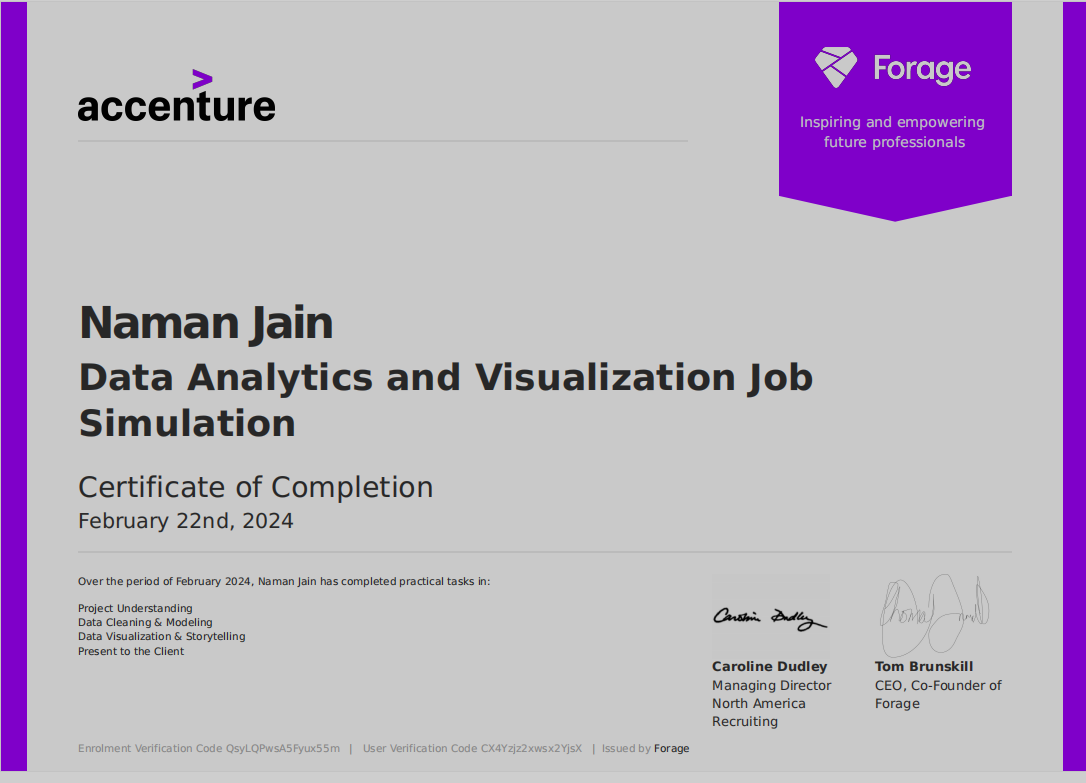 accenture
Forage
Inspiring and empowering
future professionals
Naman Jain
Data Analytics and Visualization Job
Simulation
Certificate of Completion
February 22nd, 2024
Over the period of February 2024, Naman Jain has completed practical tasks in:
Project Understanding
Data Cleaning & Modeling
Data Visualization & Storytelling
Present to the Client
Caroline Dudley
Caroline Dudley
Managing Director
North America
Recruiting
Tom Brunskill
CEO, Co-Founder of
Forage
Enrolment Verification Code QsyLQPwsA5Fyux55m | User Verification Code CX4Yzjz2xwsx2YjsX | Issued by Forage